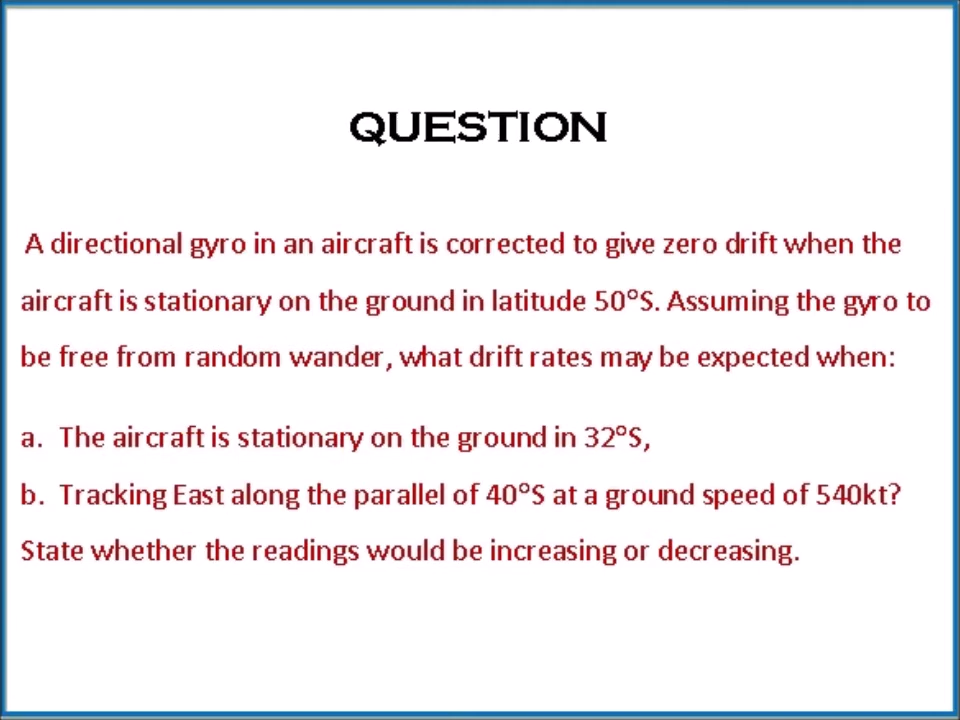 QUESTION
A directional gyro in an aircraft is corrected to give zero drift when the
aircraft is stationary on the ground in latitude 50°S. Assuming the gyro to
be free from random wander, what drift rates may be expected when:
a. The aircraft is stationary on the ground in 32°S,
b. Tracking East along the parallel of 40°S at a ground speed of 540kt?
State whether the readings would be increasing or decreasing.